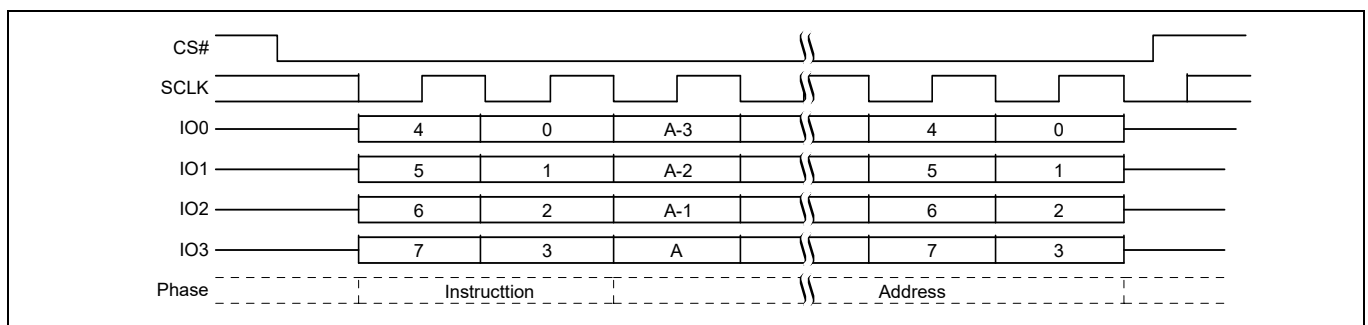 CS#
SCLK
IO0 4 0 A-3 4 0
IO1 5 1 A-2 5 1
IO2 6 2 A-1 6 2
IO3 7 3 A 7 3
Phase Instructtion Address